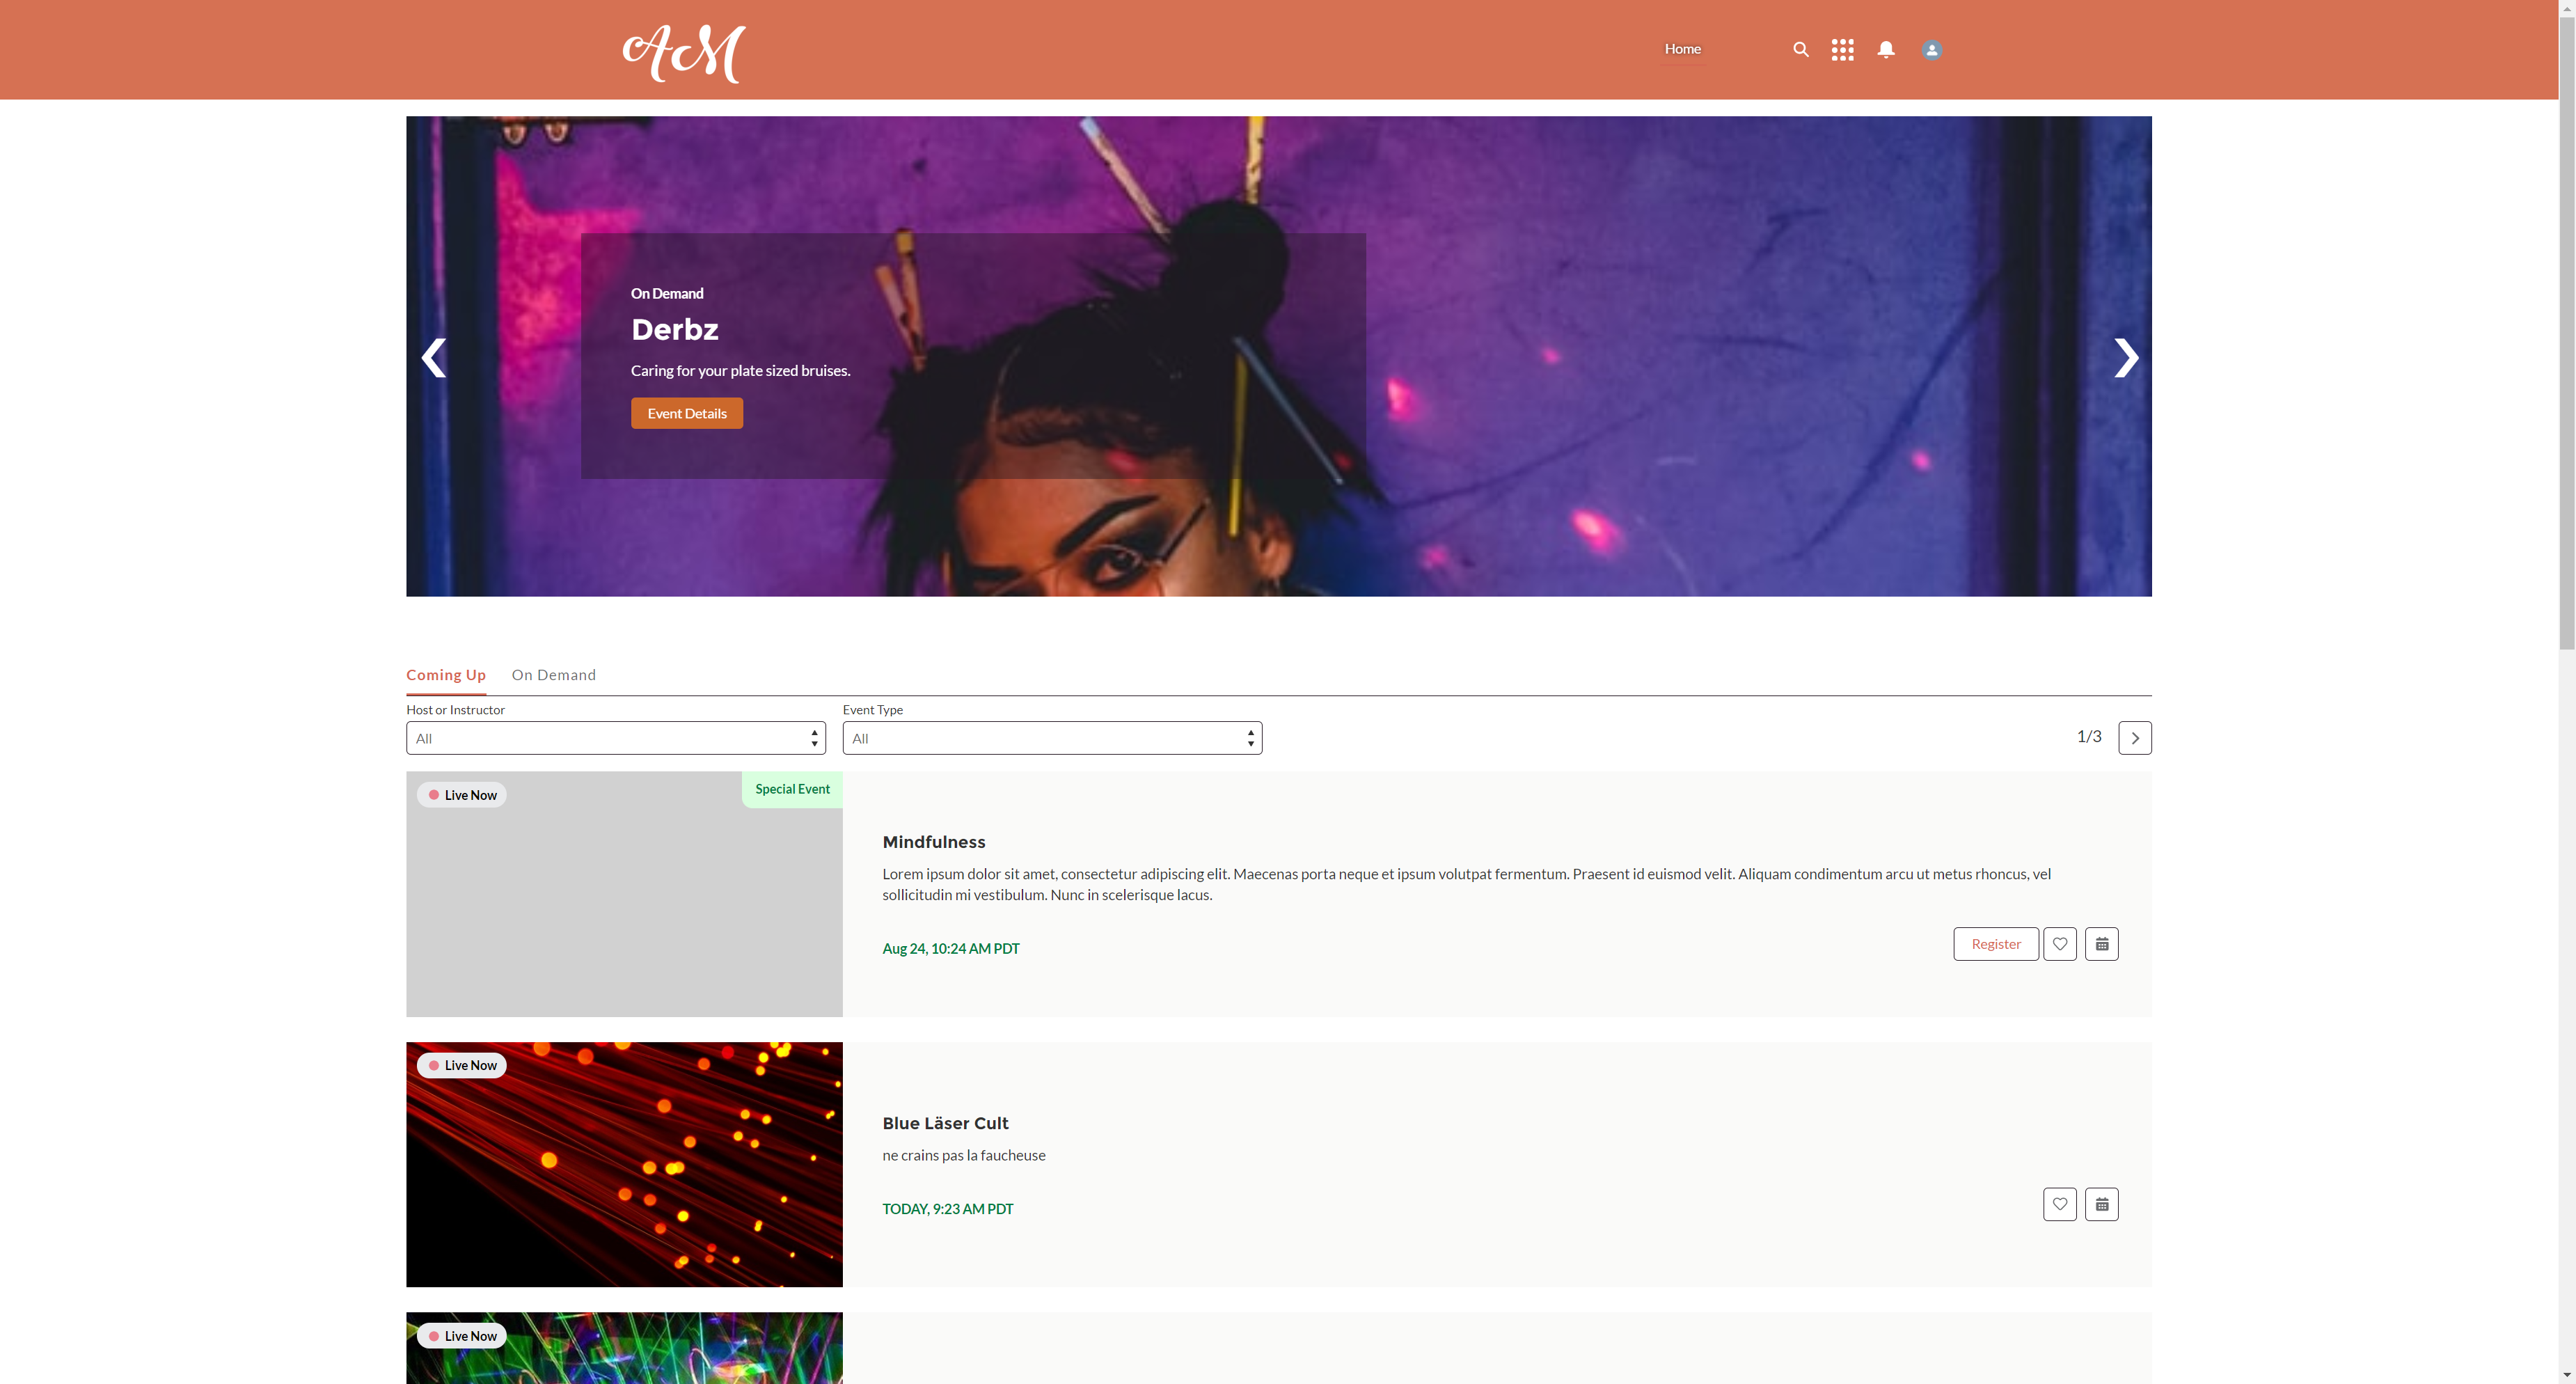 AcM
Home
On Demand
Derbz
Caring for your plate sized bruises.
Event Details
Coming Up
On Demand
Host or Instructor
Event Type
All
All
1/3
Live Now
Special Event
Mindfulness
Lorem ipsum dolor sit amet, consectetur adipiscing elit. Maecenas porta neque et ipsum volutpat fermentum. Praesent id euismod velit. Aliquam condimentum arcu ut metus rhoncus, vel
sollicitudin mi vestibulum. Nunc in scelerisque lacus.
Aug 24, 10:24 AM PDT
Register
Live Now
Blue Läser Cult
ne crains pas la faucheuse
TODAY, 9:23 AM PDT
Live Now